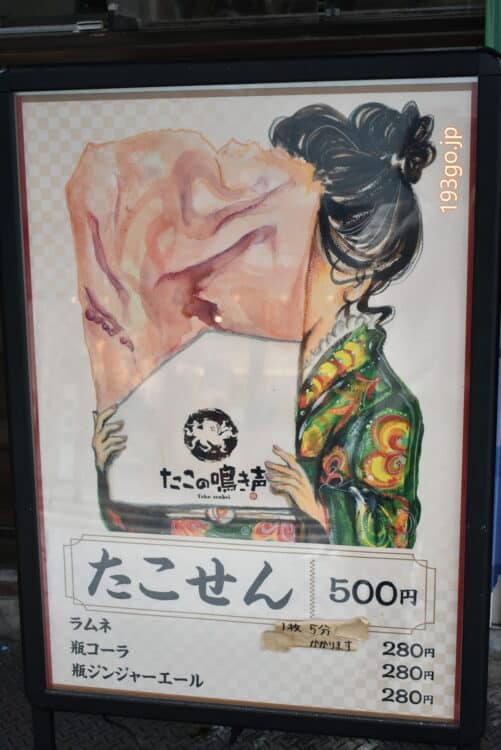 193go.jp
たこの鳴き声
Tako senbei
たこせん 500円
1枚 5分
かかります
ラムネ 280円
瓶コーラ 280円
瓶ジンジャーエール 280円